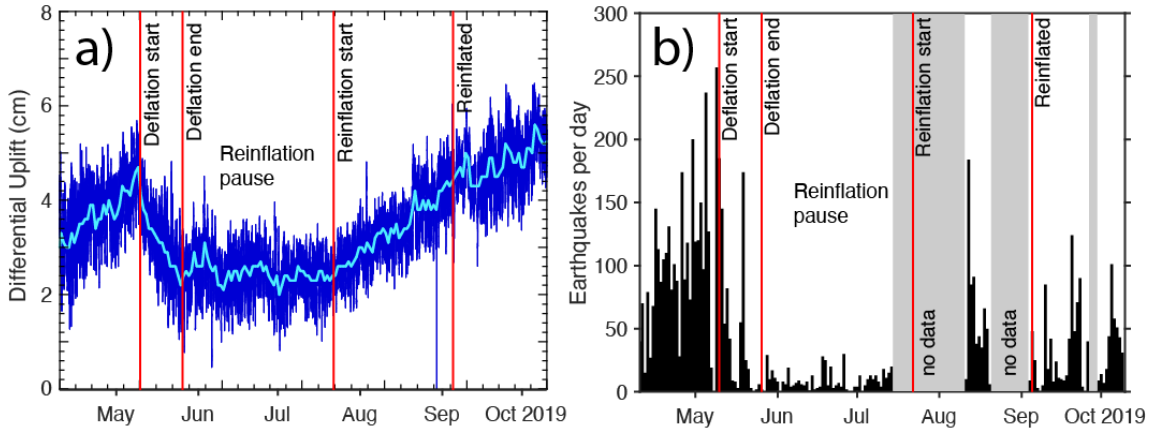 a)
Differential Uplift (cm)
8
6
4
2
0
Deflation start
Deflation end
Reinflation
pause
Reinflation start
Reinflated
May
Jun
Jul
Aug
Sep
Oct 2019
b)
Earthquakes per day
300
250
200
150
100
50
0
Deflation start
Deflation end
Reinflation
pause
Reinflation start
no data
no data
Reinflated
May
Jun
Jul
Aug
Sep
Oct 2019